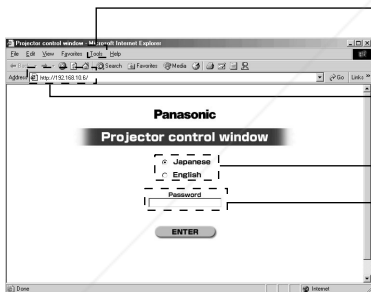 Projector control window - Microsoft Internet Explorer
File Edit View Favorites Tools Help
Search Favorites Media
Address http://192.168.10.6/ Go Links »
Panasonic
Projector control window
Japanese
English
Password
ENTER
Done Internet